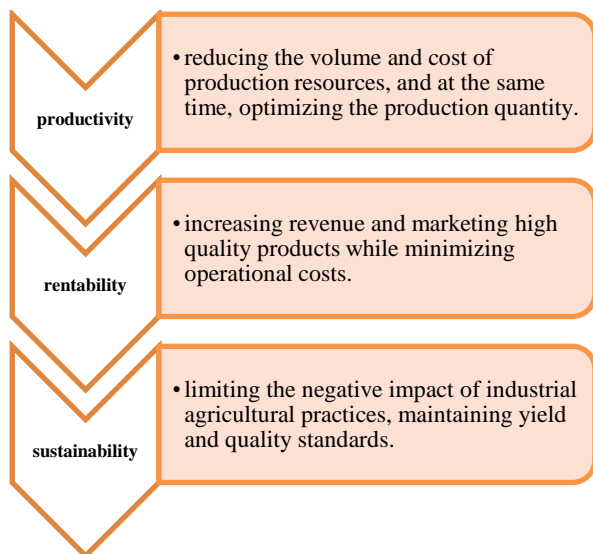 productivity
• reducing the volume and cost of
production resources, and at the same
time, optimizing the production quantity.
rentability
• increasing revenue and marketing high
quality products while minimizing
operational costs.
sustainability
• limiting the negative impact of industrial
agricultural practices, maintaining yield
and quality standards.